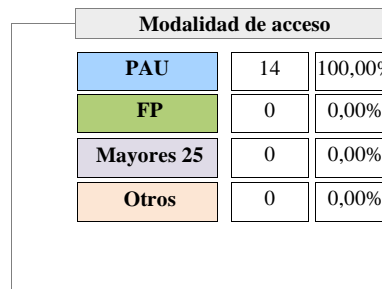 Modalidad de acceso
PAU 14 100,00%
FP 0 0,00%
Mayores 25 0 0,00%
Otros 0 0,00%